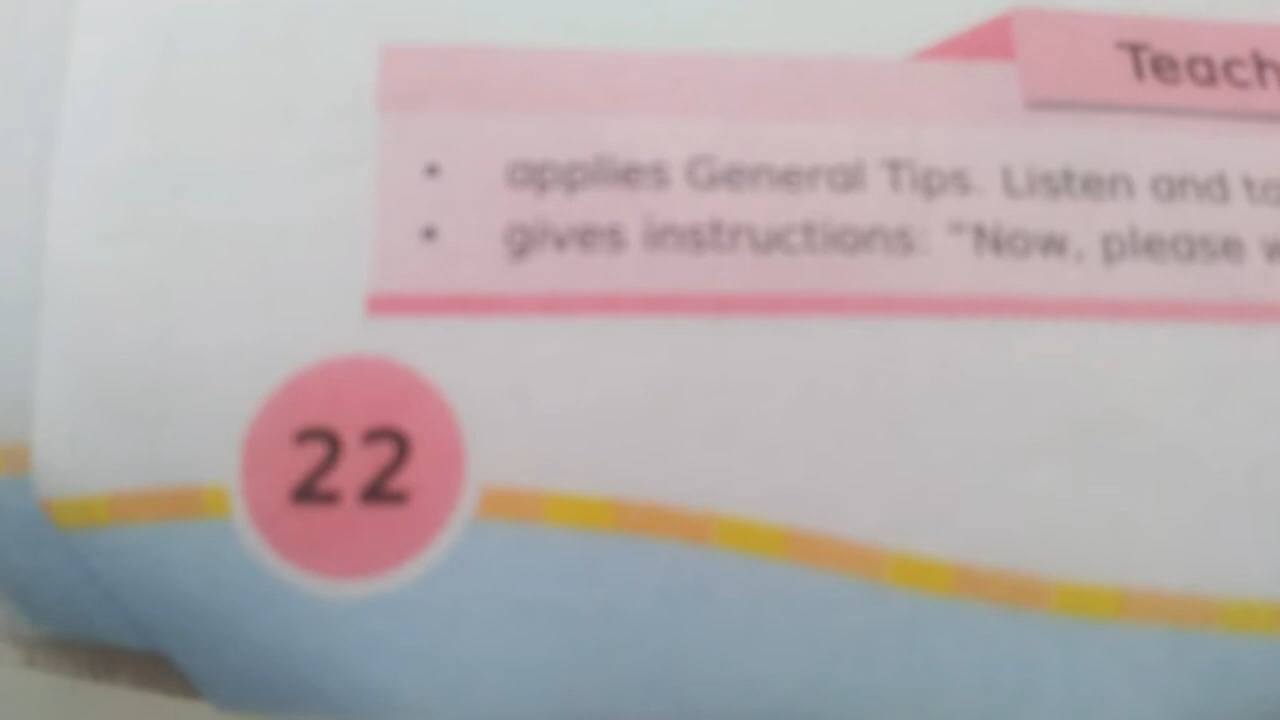 Teach
applies General Tips. Listen and
gives instructions: "Now, please
22